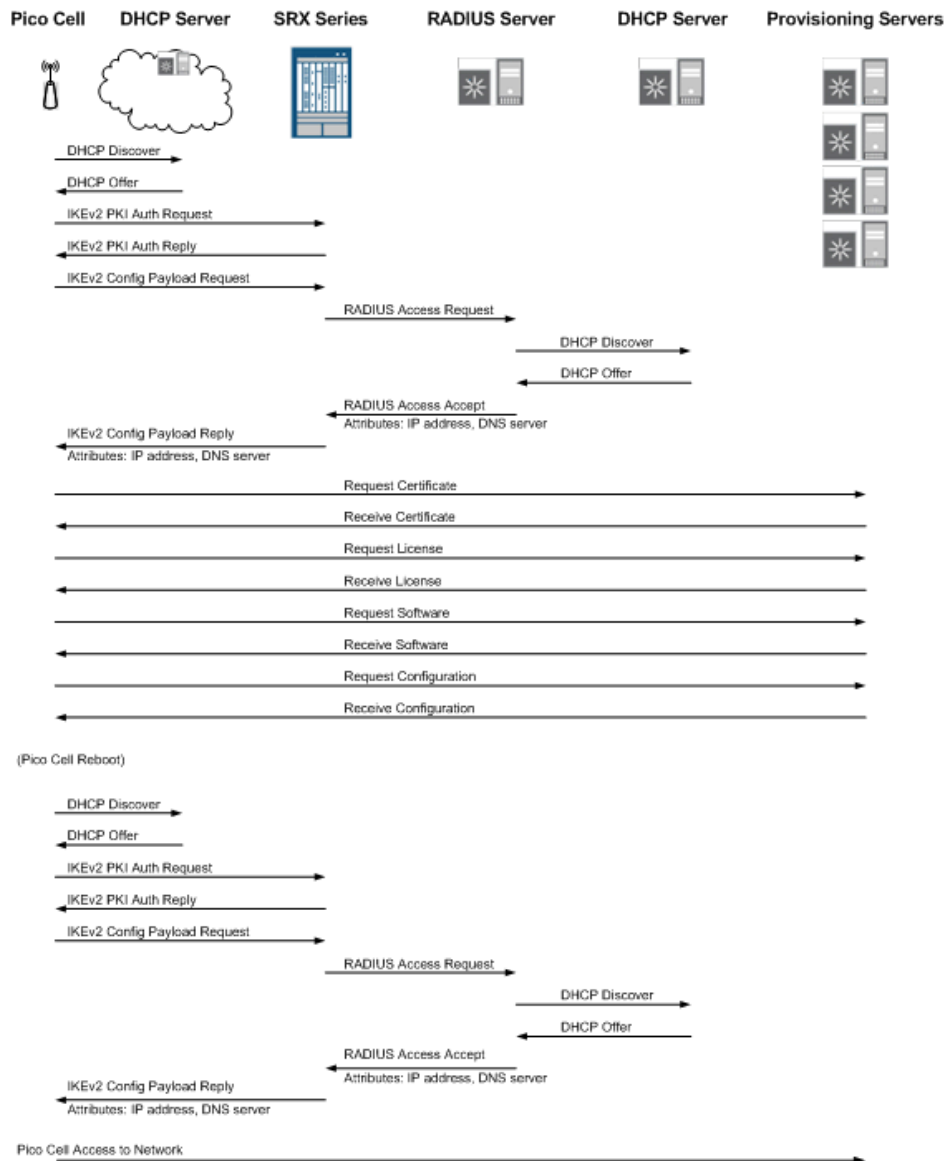 Pico Cell DHCP Server SRX Series RADIUS Server DHCP Server Provisioning Servers
DHCP Discover
DHCP Offer
IKEv2 PKI Auth Request
IKEv2 PKI Auth Reply
IKEv2 Config Payload Request
RADIUS Access Request
DHCP Discover
DHCP Offer
RADIUS Access Accept
Attributes: IP address, DNS server
IKEv2 Config Payload Reply
Attributes: IP address, DNS server
Request Certificate
Receive Certificate
Request License
Receive License
Request Software
Receive Software
Request Configuration
Receive Configuration
(Pico Cell Reboot)
DHCP Discover
DHCP Offer
IKEv2 PKI Auth Request
IKEv2 PKI Auth Reply
IKEv2 Config Payload Request
RADIUS Access Request
DHCP Discover
DHCP Offer
RADIUS Access Accept
Attributes: IP address, DNS server
IKEv2 Config Payload Reply
Attributes: IP address, DNS server
Pico Cell Access to Network